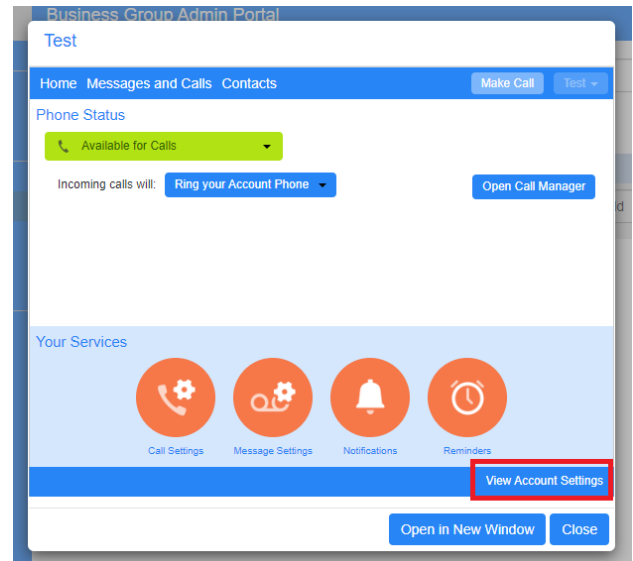 Business Group Admin Portal
Test
Home Messages and Calls Contacts Make Call Test
Phone Status
Available for Calls
Incoming calls will: Ring your Account Phone Open Call Manager
Your Services
Call Settings Message Settings Notifications Reminders
View Account Settings
Open in New Window Close